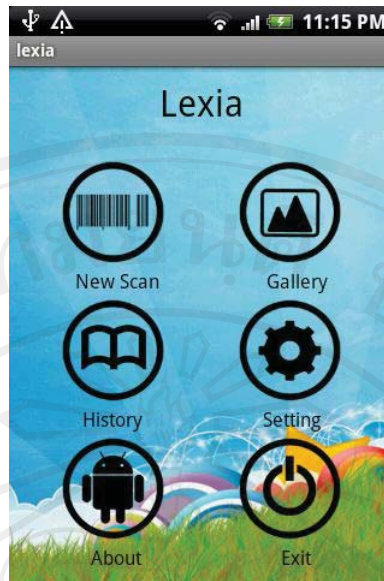 11:15 PM
lexia
Lexia
New Scan
Gallery
History
Setting
About
Exit